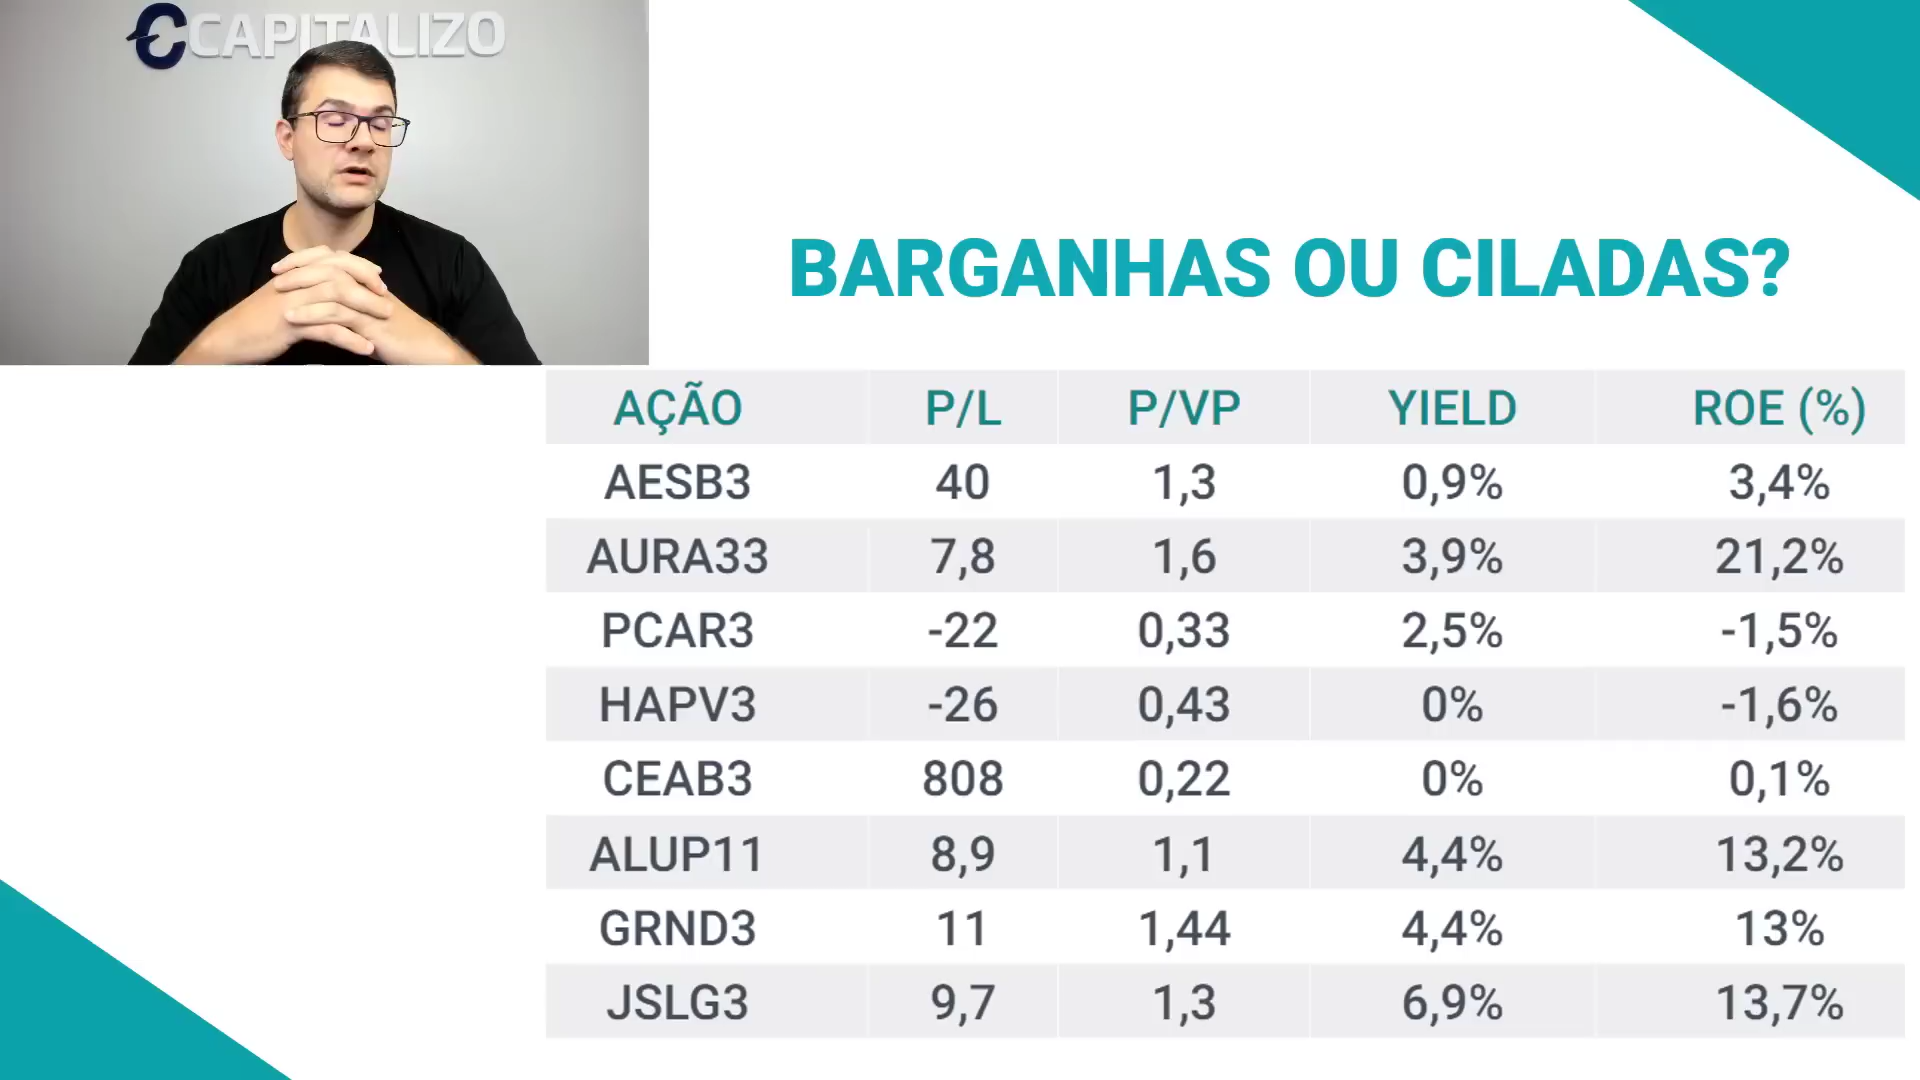 CAPITALIZO
BARGANHAS OU CILADAS?
AÇÃO P/L P/VP YIELD ROE (%)
AESB3 40 1,3 0,9% 3,4%
AURA33 7,8 1,6 3,9% 21,2%
PCAR3 -22 0,33 2,5% -1,5%
HAPV3 -26 0,43 0% -1,6%
CEAB3 808 0,22 0% 0,1%
ALUP11 8,9 1,1 4,4% 13,2%
GRND3 11 1,44 4,4% 13%
JSLG3 9,7 1,3 6,9% 13,7%